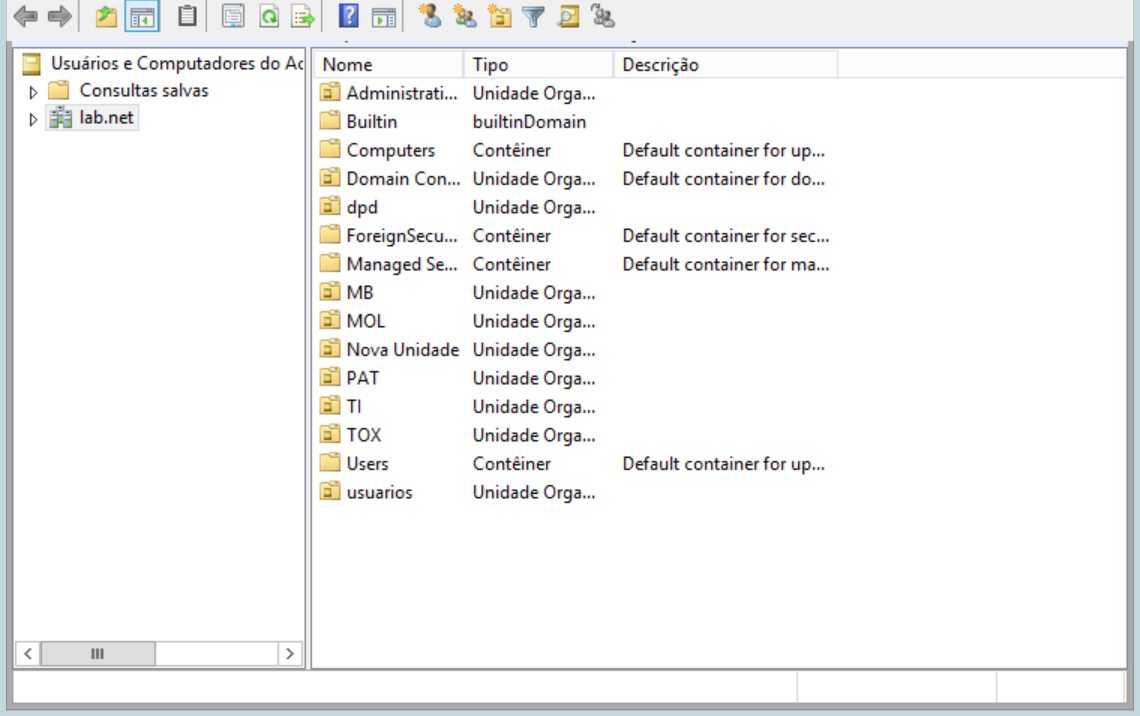 Usuários e Computadores do Ac
Consultas salvas
lab.net
Nome Tipo Descrição
Administrati... Unidade Orga...
Builtin builtinDomain
Computers Contêiner Default container for up...
Domain Con... Unidade Orga... Default container for do...
dpd Unidade Orga...
ForeignSecu... Contêiner Default container for sec...
Managed Se... Contêiner Default container for ma...
MB Unidade Orga...
MOL Unidade Orga...
Nova Unidade Unidade Orga...
PAT Unidade Orga...
TI Unidade Orga...
TOX Unidade Orga...
Users Contêiner Default container for up...
usuarios Unidade Orga...